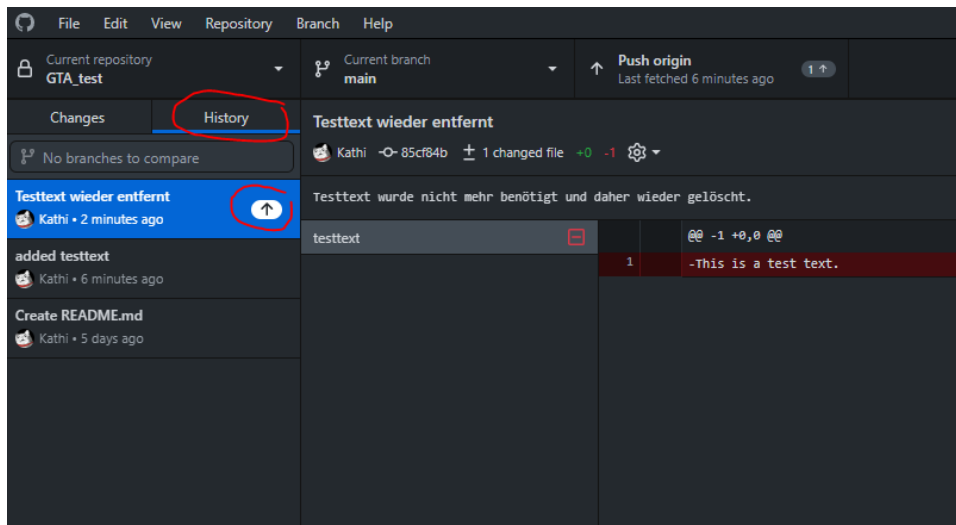 File Edit View Repository Branch Help
Current repository
GTA_test
Current branch
main
Push origin
Last fetched 6 minutes ago
1
Changes
History
No branches to compare
Testtext wieder entfernt
Kathi • 2 minutes ago
added testtext
Kathi • 6 minutes ago
Create README.md
Kathi • 5 days ago
Testtext wieder entfernt
Kathi 85cf84b 1 changed file +0 -1
Testtext wurde nicht mehr benötigt und daher wieder gelöscht.
testtext
@@ -1 +0,0 @@
1 -This is a test text.